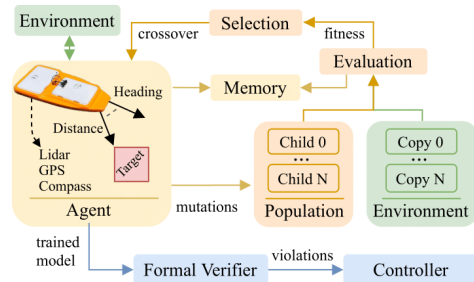 Environment
Selection
crossover
fitness
Evaluation
Heading
Memory
Distance
Lidar
GPS
Compass
Target
Agent
Child 0
...
Child N
Population
Copy 0
...
Copy N
Environment
mutations
trained
model
Formal Verifier
violations
Controller